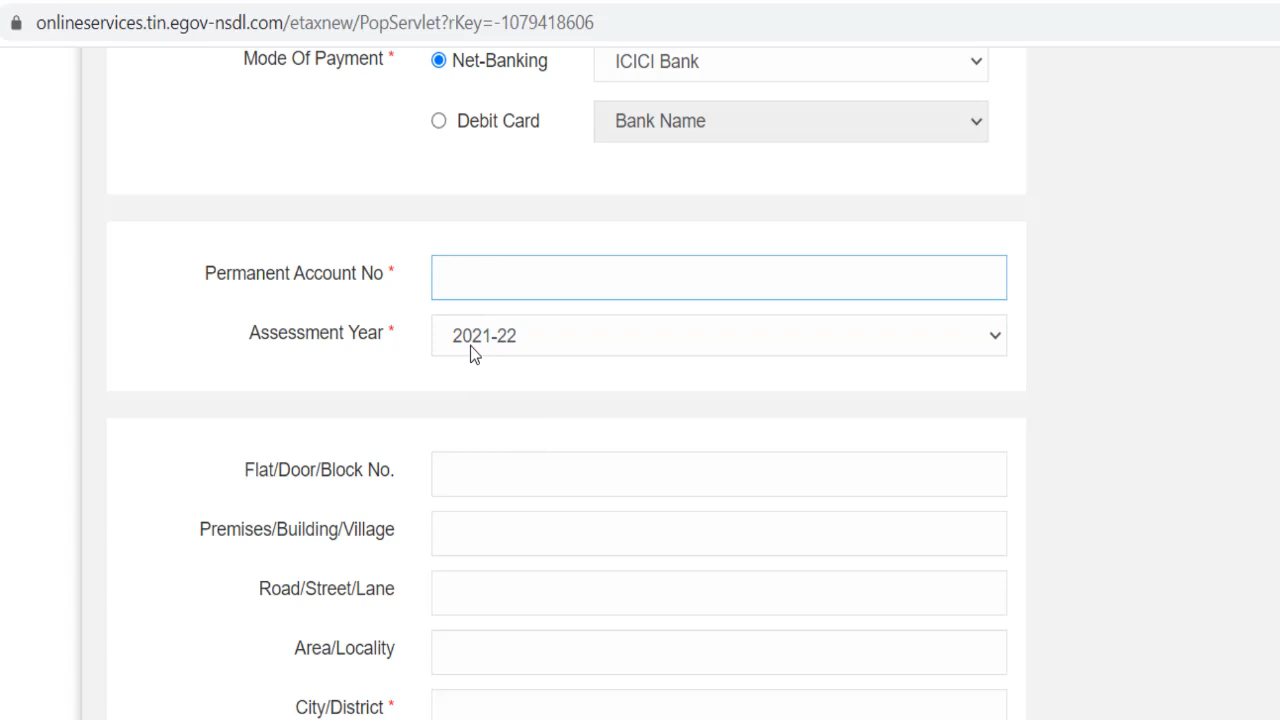 onlineservices.tin.egov-nsdl.com/etaxnew/PopServlet?rKey=-1079418606
Mode Of Payment * Net-Banking ICICI Bank
Debit Card Bank Name
Permanent Account No *
Assessment Year * 2021-22
Flat/Door/Block No.
Premises/Building/Village
Road/Street/Lane
Area/Locality
City/District *